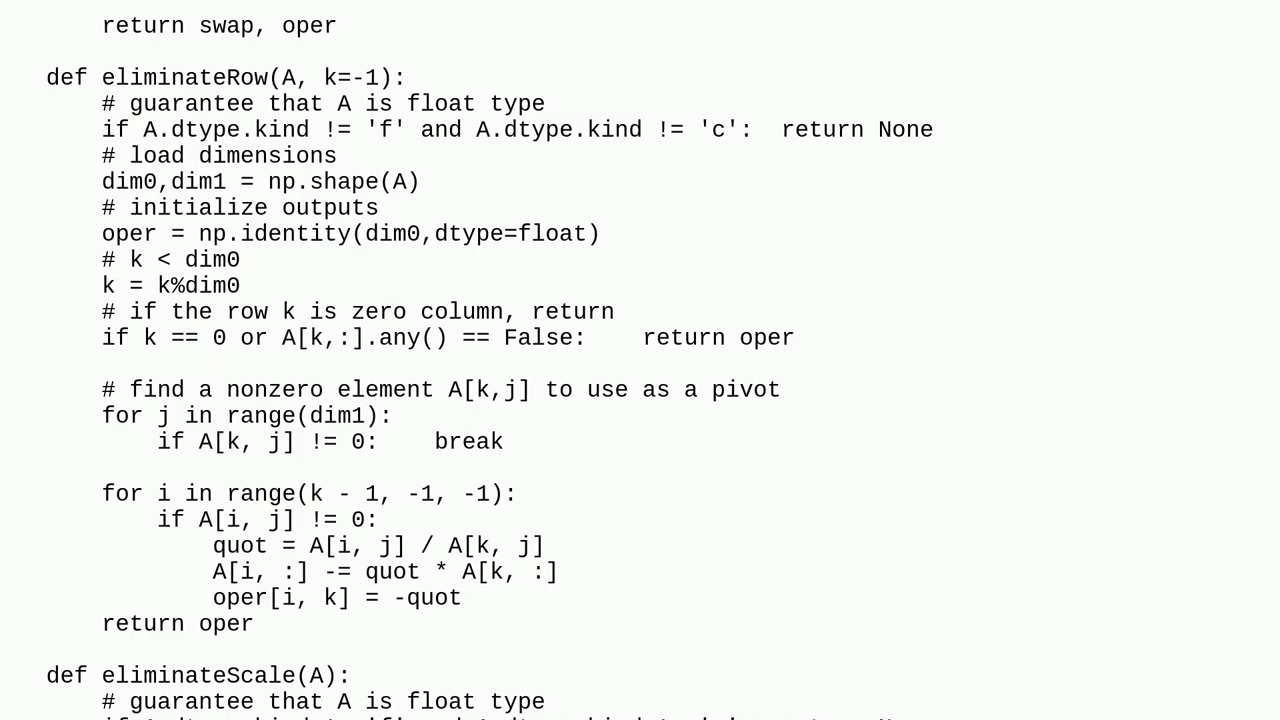 return swap, oper
def eliminateRow(A, k=-1):
# guarantee that A is float type
if A.dtype.kind != 'f' and A.dtype.kind != 'c':  return None
# load dimensions
dim0,dim1 = np.shape(A)
# initialize outputs
oper = np.identity(dim0,dtype=float)
# k < dim0
k = k%dim0
# if the row k is zero column, return
if k == 0 or A[k,:].any() == False:    return oper
# find a nonzero element A[k,j] to use as a pivot
for j in range(dim1):
if A[k, j] != 0:    break
for i in range(k - 1, -1, -1):
if A[i, j] != 0:
quot = A[i, j] / A[k, j]
A[i, :] -= quot * A[k, :]
oper[i, k] = -quot
return oper
def eliminateScale(A):
# guarantee that A is float type